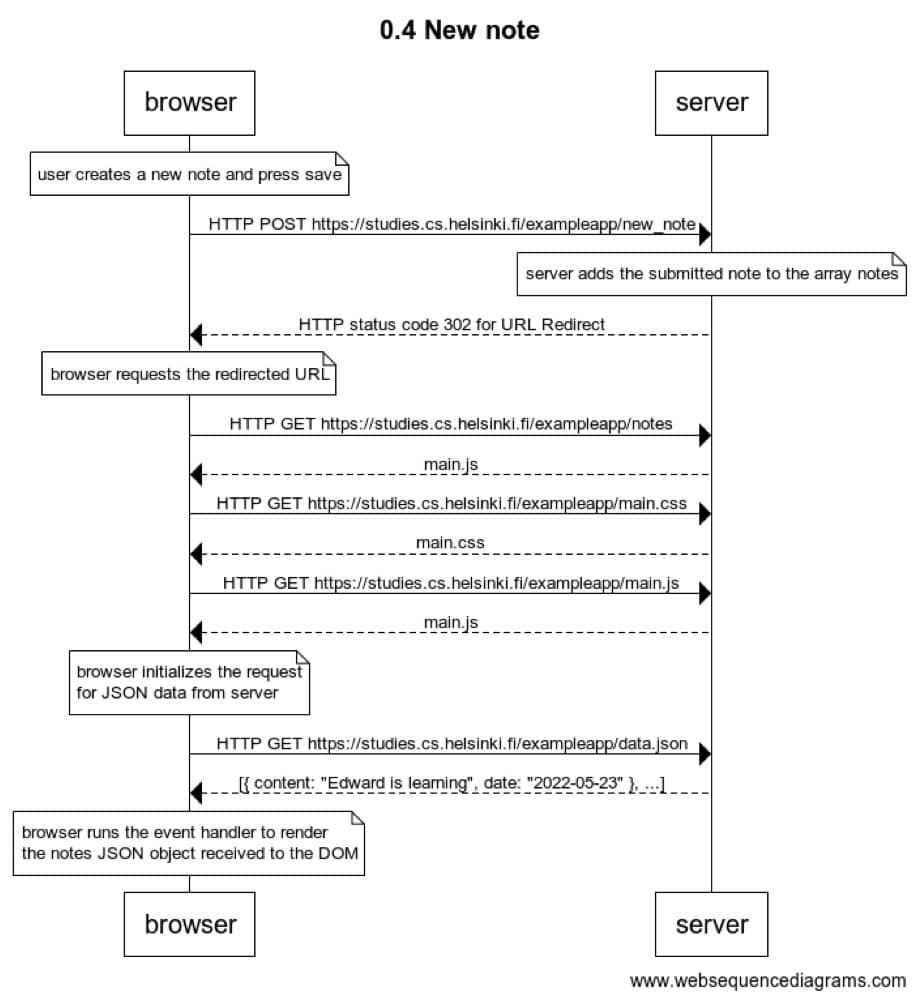 0.4 New note
browser
server
user creates a new note and press save
HTTP POST https://studies.cs.helsinki.fi/exampleapp/new_note
server adds the submitted note to the array notes
HTTP status code 302 for URL Redirect
browser requests the redirected URL
HTTP GET https://studies.cs.helsinki.fi/exampleapp/notes
main.js
HTTP GET https://studies.cs.helsinki.fi/exampleapp/main.css
main.css
HTTP GET https://studies.cs.helsinki.fi/exampleapp/main.js
main.js
browser initializes the request
for JSON data from server
HTTP GET https://studies.cs.helsinki.fi/exampleapp/data.json
[{ content: "Edward is learning", date: "2022-05-23" }, ...]
browser runs the event handler to render
the notes JSON object received to the DOM
browser
server
www.websequencediagrams.com